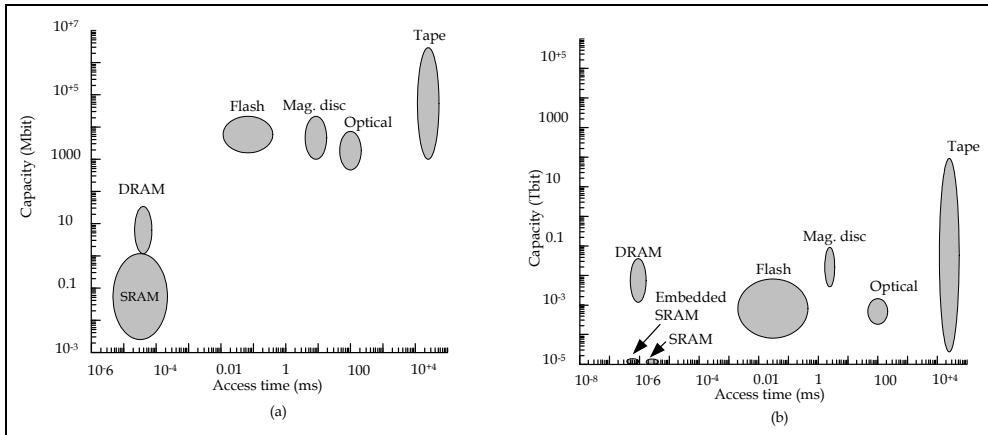 10+7
Tape
10+5
Flash
Mag. disc
Optical
1000
Capacity (Mbit)
DRAM
10
0.1
SRAM
10-3
10-6
10-4
0.01
1
100
10+4
Access time (ms)
(a)
10+5
1000
Tape
10
Capacity (Tbit)
Mag. disc
0.1
DRAM
Flash
Optical
Embedded
SRAM
10-3
SRAM
10-5
10-8
10-6
10-4
0.01
1
100
10+4
Access time (ms)
(b)